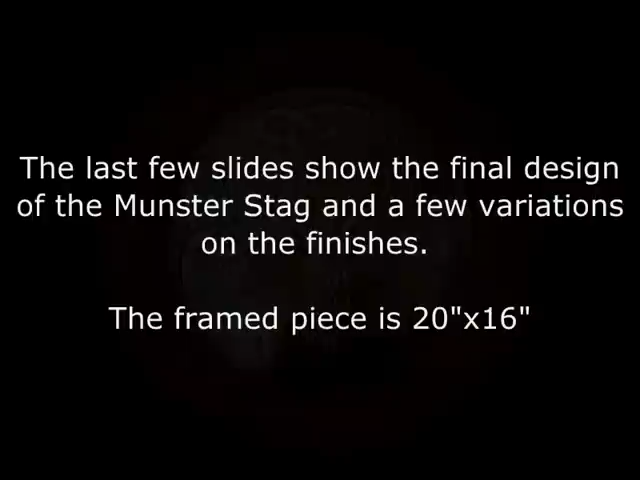 The last few slides show the final design
of the Munster Stag and a few variations
on the finishes.
The framed piece is 20"x16"